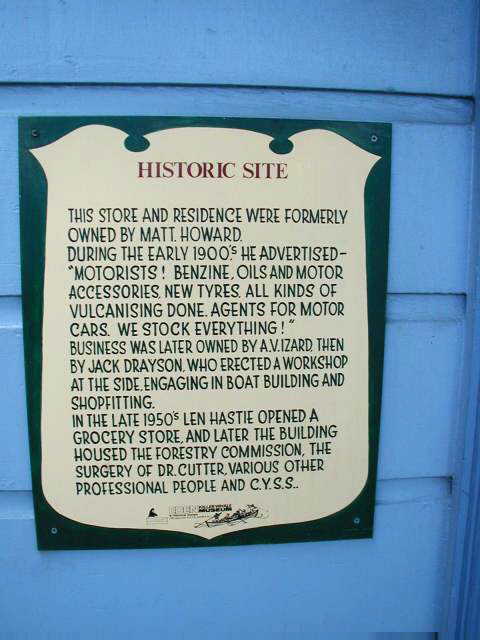 HISTORIC SITE
THIS STORE AND RESIDENCE WERE FORMERLY
OWNED BY MATT. HOWARD.
DURING THE EARLY 1900's HE ADVERTISED-
"MOTORISTS! BENZINE, OILS AND MOTOR
ACCESSORIES, NEW TYRES, ALL KINDS OF
VULCANISING DONE. AGENTS FOR MOTOR
CARS. WE STOCK EVERYTHING!"
BUSINESS WAS LATER OWNED BY A.V.IZARD, THEN
BY JACK DRAYSON, WHO ERECTED A WORKSHOP
AT THE SIDE, ENGAGING IN BOAT BUILDING AND
SHOPFITTING.
IN THE LATE 1950's LEN HASTIE OPENED A
GROCERY STORE, AND LATER THE BUILDING
HOUSED THE FORESTRY COMMISSION, THE
SURGERY OF DR. CUTTER, VARIOUS OTHER
PROFESSIONAL PEOPLE AND C.Y.S.S..
EDEN KILLER WHALE MUSEUM